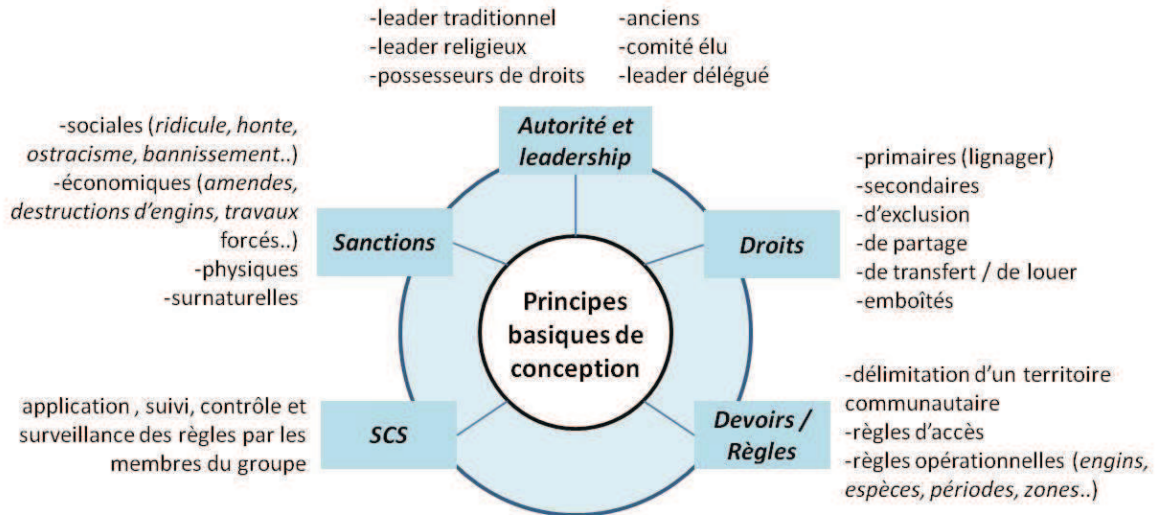 -leader traditionnel
-leader religieux
-possesseurs de droits
-anciens
-comité élu
-leader délégué
Autorité et
leadership
-sociales (ridicule, honte,
ostracisme, bannissement..)
-économiques (amendes,
destructions d'engins, travaux
forcés..)
-physiques
-surnaturelles
Sanctions
Droits
-primaires (lignager)
-secondaires
-d'exclusion
-de partage
-de transfert / de louer
-emboîtés
Principes
basiques de
conception
application , suivi, contrôle et
surveillance des règles par les
membres du groupe
SCS
Devoirs /
Règles
-délimitation d'un territoire
communautaire
-règles d'accès
-règles opérationnelles (engins,
espèces, périodes, zones..)